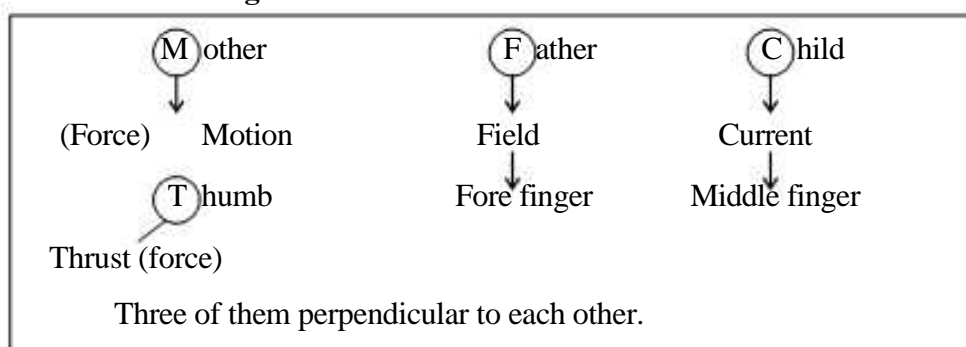 Mother Father Child
(Force) Motion Field Current
Thumb Fore finger Middle finger
Thrust (force)
Three of them perpendicular to each other.